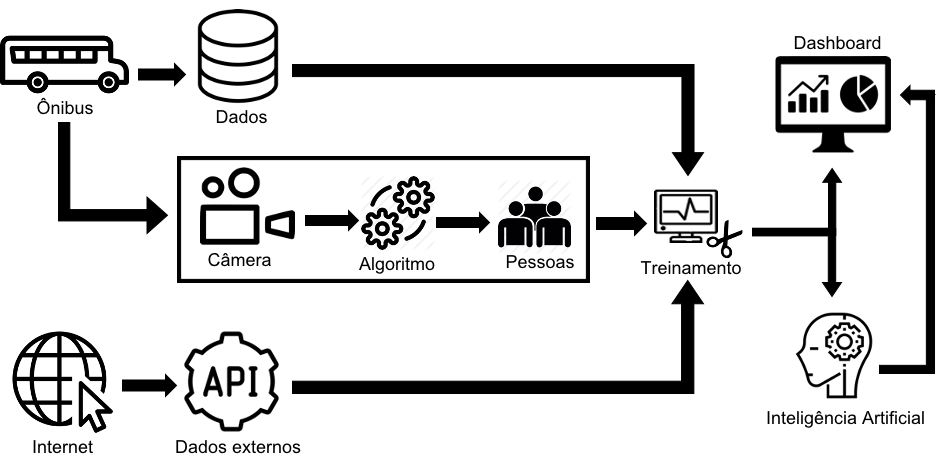 Dashboard
Ônibus
Dados
Câmera
Algoritmo
Pessoas
Treinamento
API
Inteligência Artificial
Internet
Dados externos